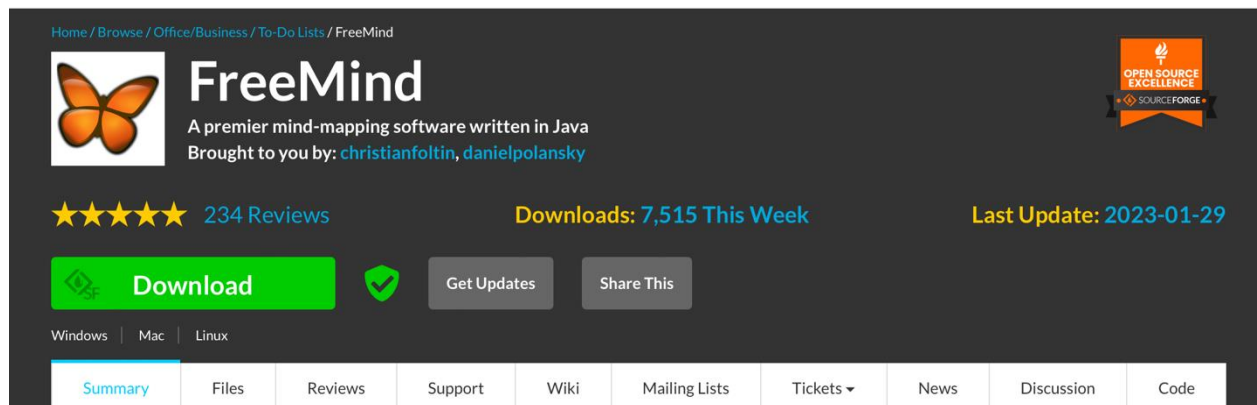 Home / Browse / Office/Business / To-Do Lists / FreeMind
FreeMind
A premier mind-mapping software written in Java
Brought to you by: christianfoltin, danielpolansky
OPEN SOURCE
EXCELLENCE
SOURCEFORGE
234 Reviews
Downloads: 7,515 This Week
Last Update: 2023-01-29
SF
Download
Get Updates
Share This
Windows
Mac
Linux
Summary
Files
Reviews
Support
Wiki
Mailing Lists
Tickets
News
Discussion
Code